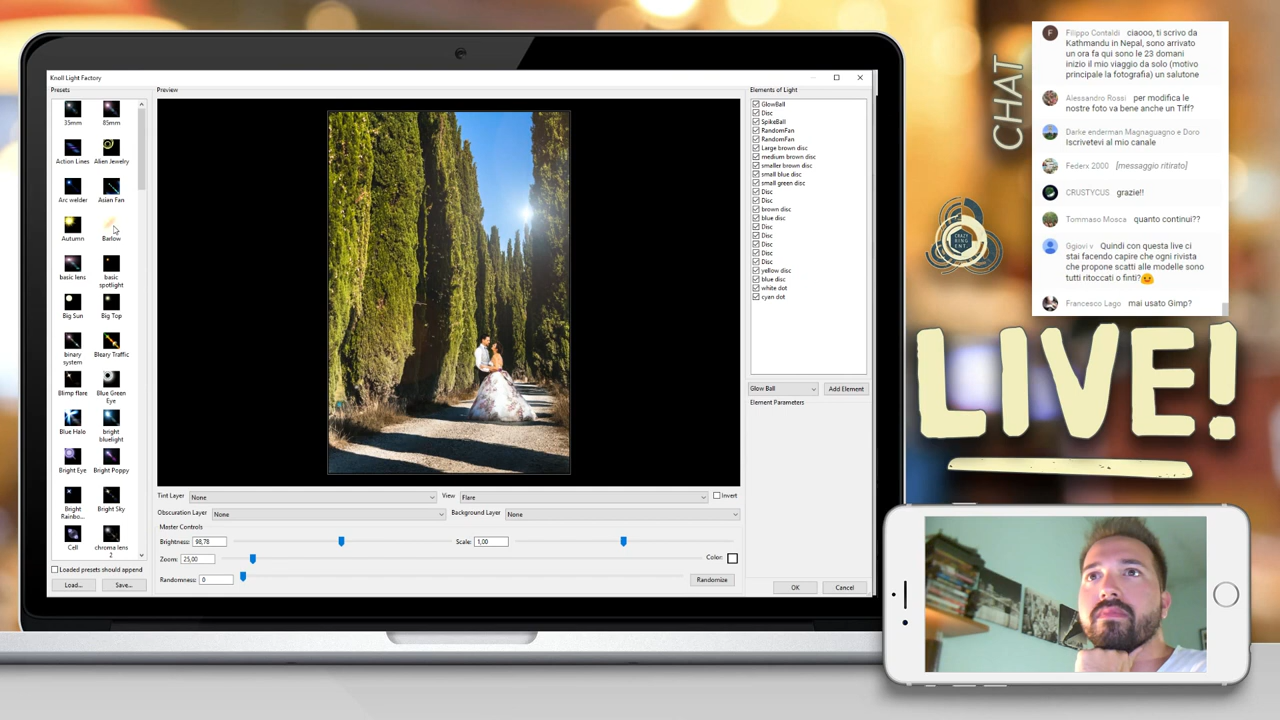 Knoll Light Factory
Presets
35mm
85mm
Action Lines
Alien Jewelry
Arc welder
Asian Fan
Autumn
Barlow
basic lens
basic
spotlight
Big Sun
Big Top
binary
system
Bleary Traffic
Blimp flare
Blue Green
Eye
Blue Halo
bright
bluelight
Bright Eye
Bright Poppy
Bright
Rainbo...
Bright Sky
Cell
chroma lens
2
Loaded presets should append
Load...
Save...
Preview
Tint Layer
None
View
Flare
Invert
Obscuration Layer
None
Background Layer
None
Master Controls
Brightness:
98,78
Scale:
1,00
Zoom:
25,00
Color:
Randomness:
0
Randomize
Elements of Light
GlowBall
Disc
SpikeBall
RandomFan
RandomFan
Large brown disc
medium brown disc
smaller brown disc
small blue disc
small green disc
Disc
Disc
brown disc
blue disc
Disc
Disc
Disc
Disc
Disc
yellow disc
blue disc
white dot
cyan dot
Glow Ball
Add Element
Element Parameters
OK
Cancel
CHAT
F
Filippo Contaldi ciaooo, ti scrivo da
Kathmandu in Nepal, sono arrivato
un ora fa qui sono le 23 domani
inizio il mio viaggio da solo (motivo
principale la fotografia) un salutone
Alessandro Rossi per modifica le
nostre foto va bene anche un Tiff?
Darke enderman Magnaguagno e Doro
Iscrivetevi al mio canale
Federx 2000 [messaggio ritirato]
CRUSTYCUS grazie!!
Tommaso Mosca quanto continui??
Ggiovi v Quindi con questa live ci
stai facendo capire che ogni rivista
che propone scatti alle modelle sono
tutti ritoccati o finti?
Francesco Lago mai usato Gimp?
CRAZY
RING
ENT
LIVE!